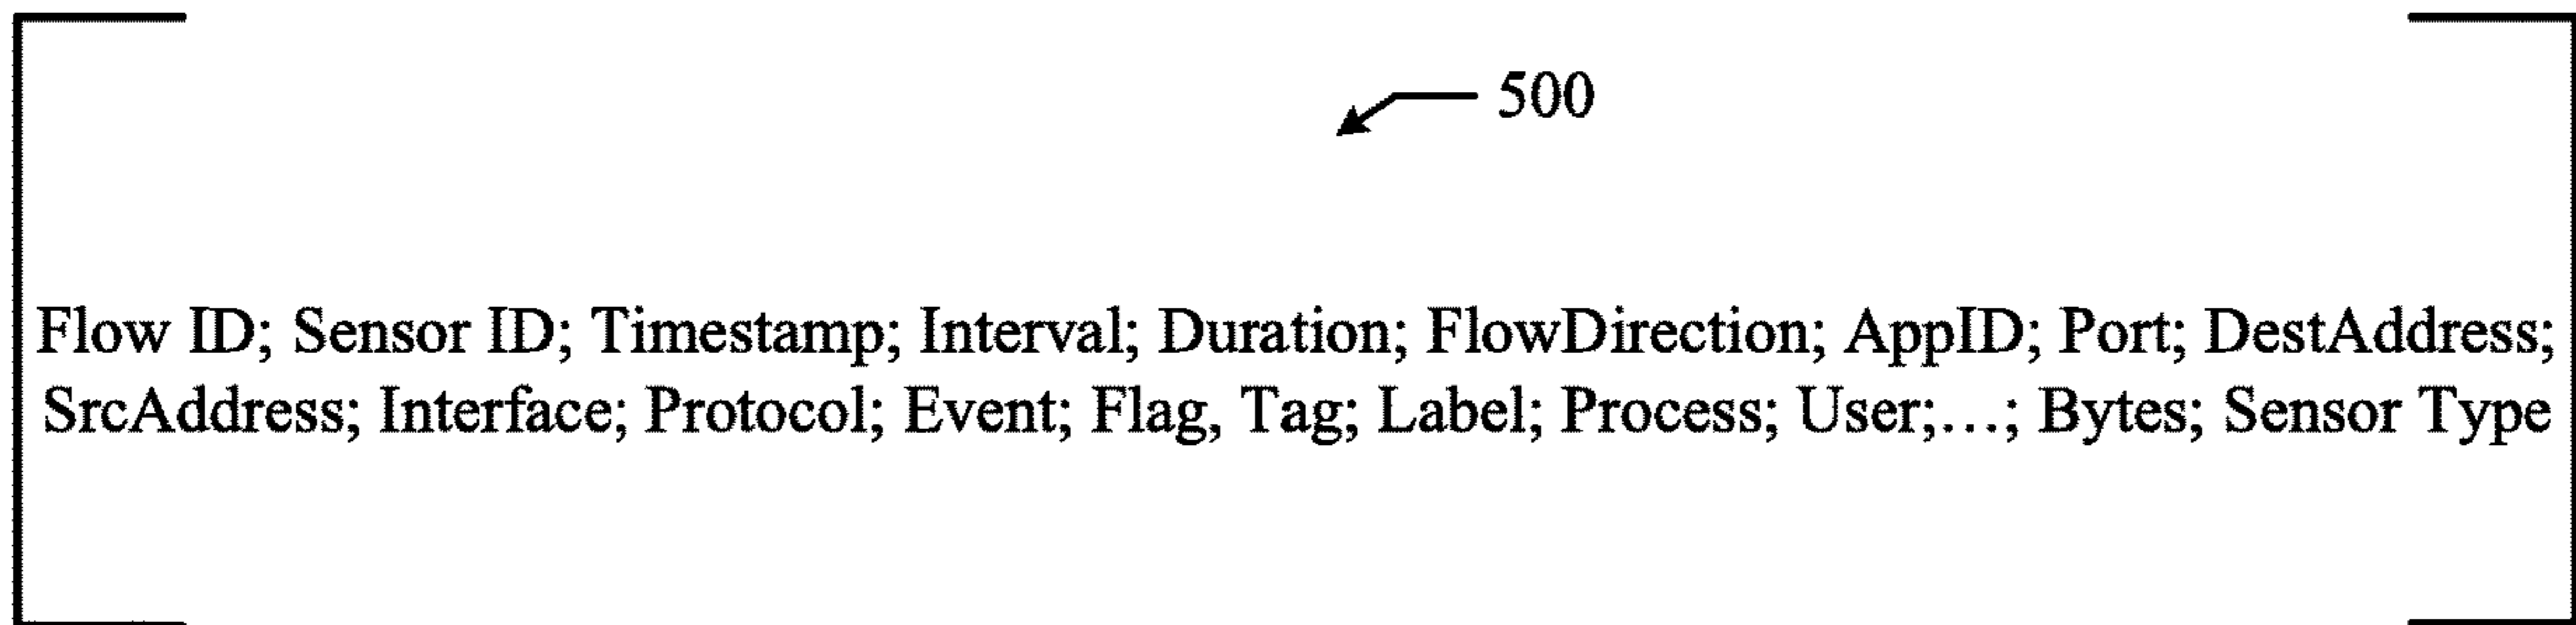 500
Flow ID; Sensor ID; Timestamp; Interval; Duration; FlowDirection; AppID; Port; DestAddress;
SrcAddress; Interface; Protocol; Event; Flag, Tag; Label; Process; User;...; Bytes; Sensor Type